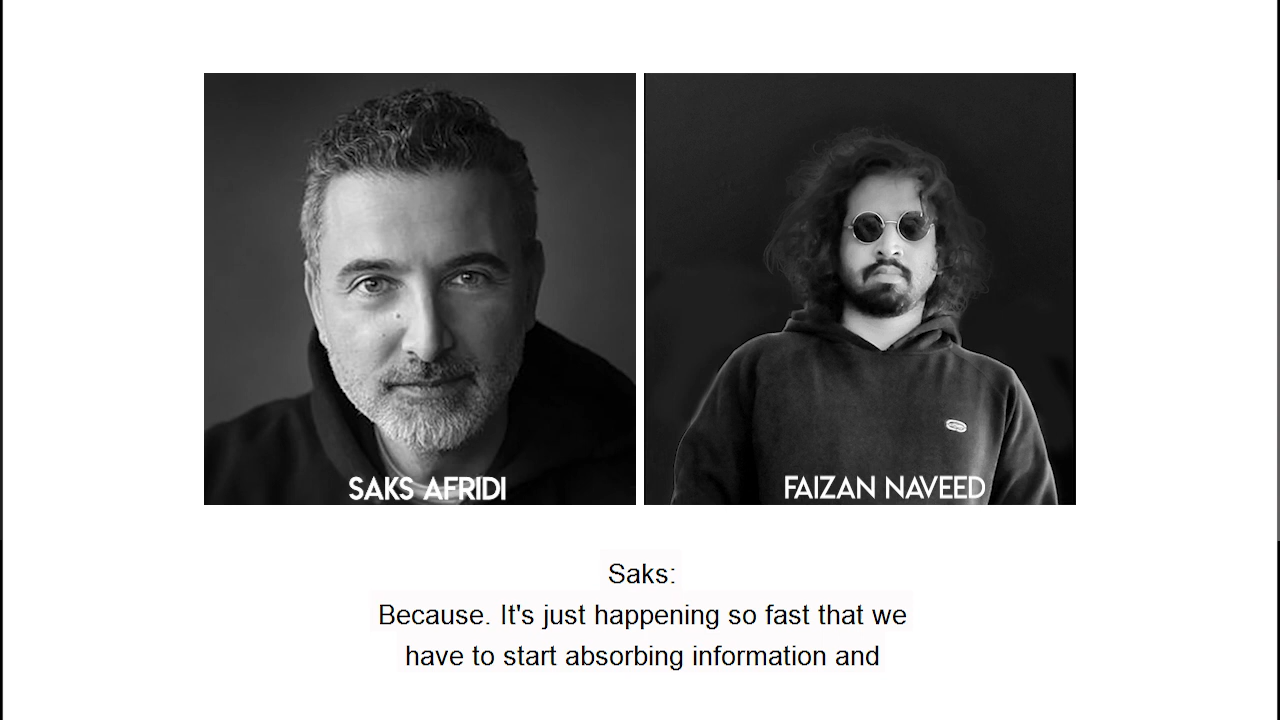 SAKS AFRIDI
FAIZAN NAVEED
Saks:
Because. It's just happening so fast that we
have to start absorbing information and